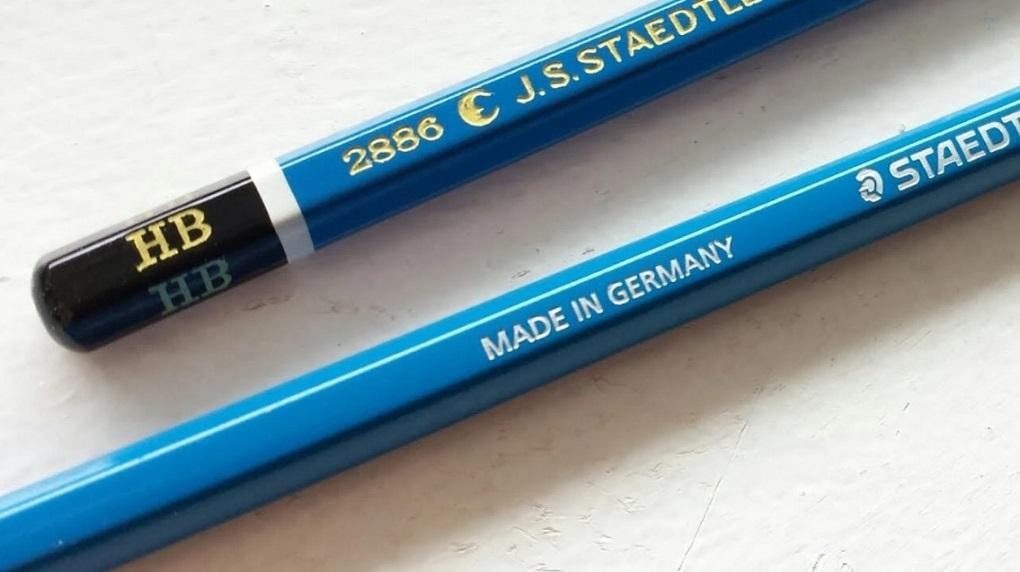 2886 J.S.STAEDTLE
HB
HB
MADE IN GERMANY STAEDT